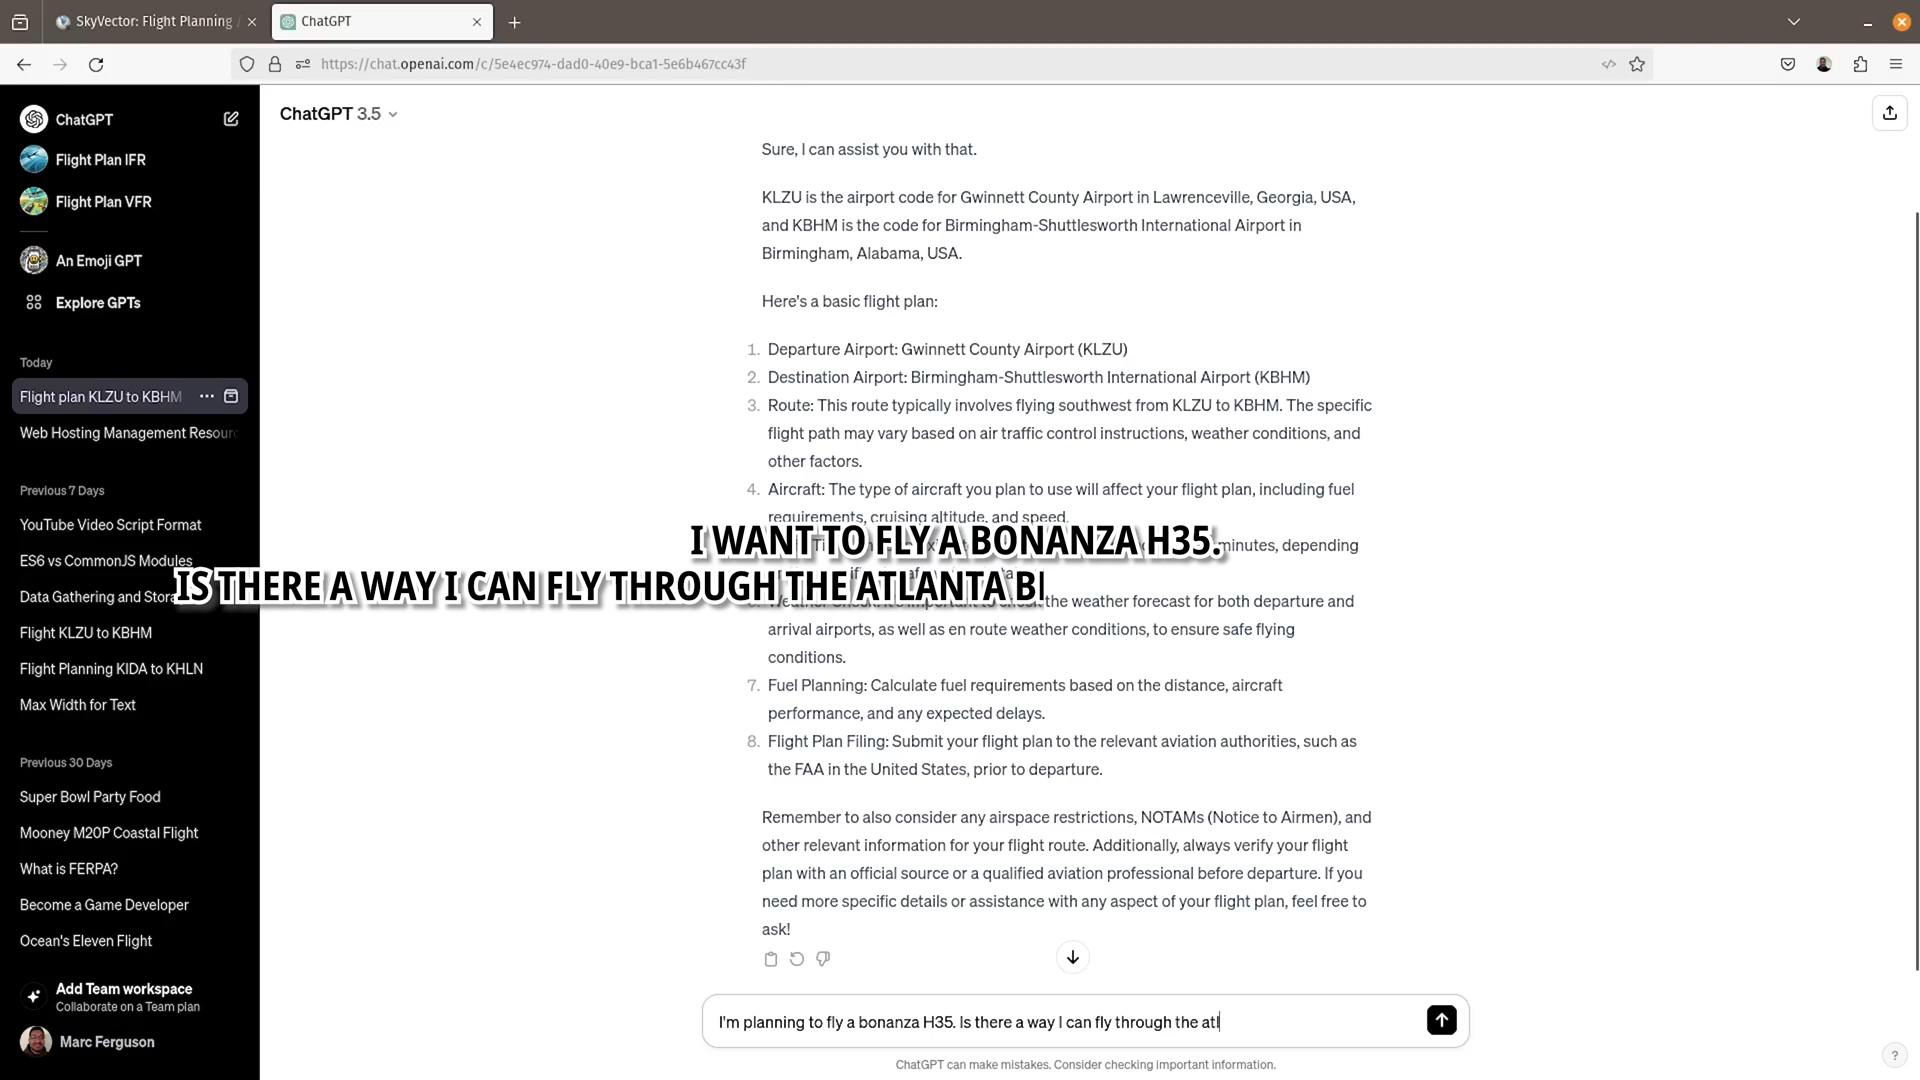 SkyVector: Flight Planning /
ChatGPT
https://chat.openai.com/c/5e4ec974-dad0-40e9-bca1-5e6b467cc43f
ChatGPT
Flight Plan IFR
Flight Plan VFR
An Emoji GPT
Explore GPTs
Today
Flight plan KLZU to KBHM
Web Hosting Management Resour
Previous 7 Days
YouTube Video Script Format
ES6 vs CommonJS Modules
Data Gathering and Stora
Flight KLZU to KBHM
Flight Planning KIDA to KHLN
Max Width for Text
Previous 30 Days
Super Bowl Party Food
Mooney M20P Coastal Flight
What is FERPA?
Become a Game Developer
Ocean's Eleven Flight
Add Team workspace
Collaborate on a Team plan
Marc Ferguson
ChatGPT 3.5
Sure, I can assist you with that.
KLZU is the airport code for Gwinnett County Airport in Lawrenceville, Georgia, USA,
and KBHM is the code for Birmingham-Shuttlesworth International Airport in
Birmingham, Alabama, USA.
Here's a basic flight plan:
1. Departure Airport: Gwinnett County Airport (KLZU)
2. Destination Airport: Birmingham-Shuttlesworth International Airport (KBHM)
3. Route: This route typically involves flying southwest from KLZU to KBHM. The specific
flight path may vary based on air traffic control instructions, weather conditions, and
other factors.
4. Aircraft: The type of aircraft you plan to use will affect your flight plan, including fuel
requirements, cruising altitude, and speed.
I WANT TO FLY A BONANZA H35.
minutes, depending
IS THERE A WAY I CAN FLY THROUGH THE ATLANTA B
the weather forecast for both departure and
arrival airports, as well as en route weather conditions, to ensure safe flying
conditions.
7. Fuel Planning: Calculate fuel requirements based on the distance, aircraft
performance, and any expected delays.
8. Flight Plan Filing: Submit your flight plan to the relevant aviation authorities, such as
the FAA in the United States, prior to departure.
Remember to also consider any airspace restrictions, NOTAMs (Notice to Airmen), and
other relevant information for your flight route. Additionally, always verify your flight
plan with an official source or a qualified aviation professional before departure. If you
need more specific details or assistance with any aspect of your flight plan, feel free to
ask!
I'm planning to fly a bonanza H35. Is there a way I can fly through the atl
ChatGPT can make mistakes. Consider checking important information.
?